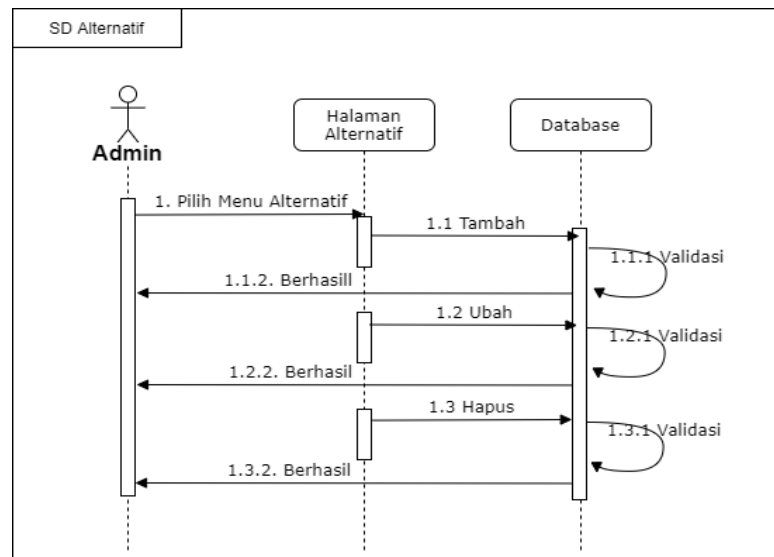 SD Alternatif
Halaman
Alternatif
Database
Admin
1. Pilih Menu Alternatif
1.1 Tambah
1.1.1 Validasi
1.1.2. Berhasill
1.2 Ubah
1.2.1 Validasi
1.2.2. Berhasil
1.3 Hapus
1.3.1 Validasi
1.3.2. Berhasil